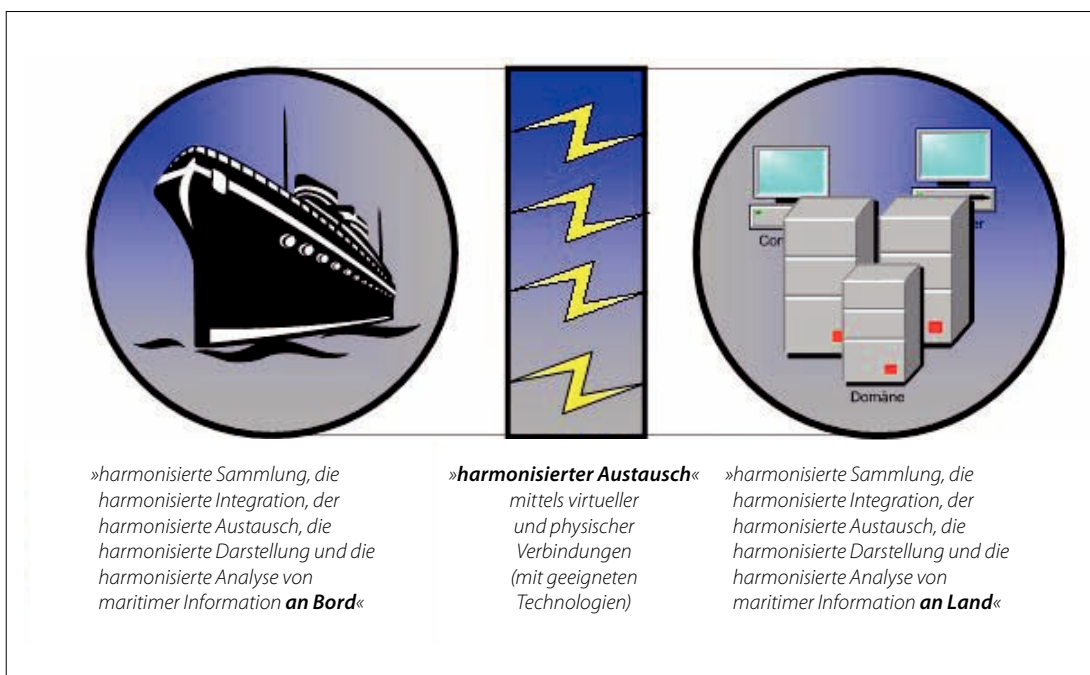 Domäne
»harmonisierte Sammlung, die
harmonisierte Integration, der
harmonisierte Austausch, die
harmonisierte Darstellung und die
harmonisierte Analyse von
maritimer Information an Bord«
»harmonisierter Austausch«
mittels virtueller
und physischer
Verbindungen
(mit geeigneten
Technologien)
»harmonisierte Sammlung, die
harmonisierte Integration, der
harmonisierte Austausch, die
harmonisierte Darstellung und die
harmonisierte Analyse von
maritimer Information an Land«